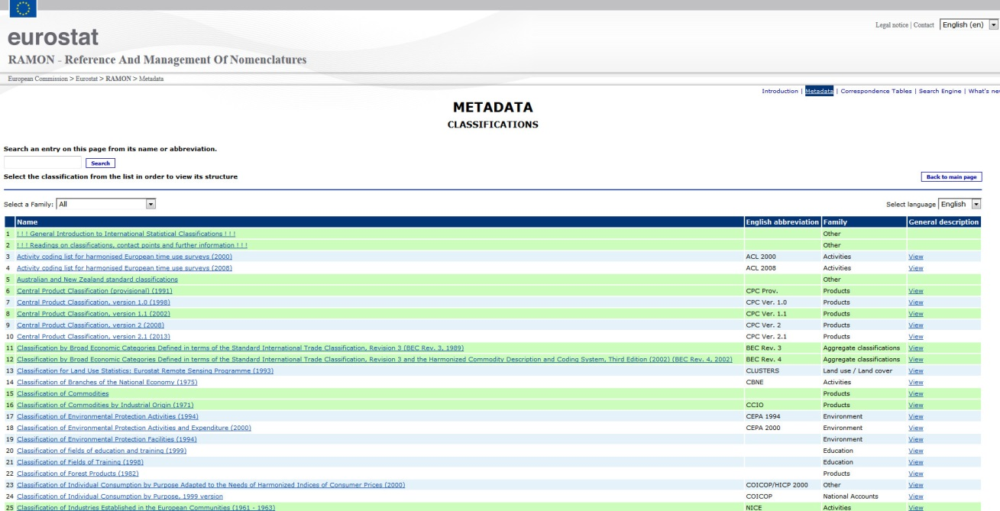 Legal notice | Contact English (en)
eurostat
RAMON - Reference And Management Of Nomenclatures
European Commission > Eurostat > RAMON > Metadata
Introduction | Metadata | Correspondence Tables | Search Engine | What's ne
METADATA
CLASSIFICATIONS
Search an entry on this page from its name or abbreviation.
Search
Select the classification from the list in order to view its structure
Back to main page
Select a Family: All Select language English
Name English abbreviation Family General description
1 ! ! ! General Introduction to International Statistical Classifications ! ! ! Other
2 ! ! ! Readings on classifications, contact points and further information ! ! ! Other
3 Activity coding list for harmonised European time use surveys (2000) ACL 2000 Activities View
4 Activity coding list for harmonised European time use surveys (2008) ACL 2008 Activities View
5 Australian and New Zealand standard classifications Other
6 Central Product Classification (provisional) (1991) CPC Prov. Products View
7 Central Product Classification, version 1.0 (1998) CPC Ver. 1.0 Products View
8 Central Product Classification, version 1.1 (2002) CPC Ver. 1.1 Products View
9 Central Product Classification, version 2 (2008) CPC Ver. 2 Products View
10 Central Product Classification, version 2.1 (2013) CPC Ver. 2.1 Products View
11 Classification by Broad Economic Categories Defined in terms of the Standard International Trade Classification, Revision 3 (BEC Rev. 3, 1989) BEC Rev. 3 Aggregate classifications View
12 Classification by Broad Economic Categories Defined in terms of the Standard International Trade Classification, Revision 3 and the Harmonized Commodity Description and Coding System, Third Edition (2002) (BEC Rev. 4, 2002) BEC Rev. 4 Aggregate classifications View
13 Classification for Land Use Statistics: Eurostat Remote Sensing Programme (1993) CLUSTERS Land use / Land cover View
14 Classification of Branches of the National Economy (1975) CBNE Activities View
15 Classification of Commodities Products View
16 Classification of Commodities by Industrial Origin (1971) CCIO Products View
17 Classification of Environmental Protection Activities (1994) CEPA 1994 Environment View
18 Classification of Environmental Protection Activities and Expenditure (2000) CEPA 2000 Environment View
19 Classification of Environmental Protection Facilities (1994) Environment View
20 Classification of fields of education and training (1999) Education View
21 Classification of Fields of Training (1998) Education View
22 Classification of Forest Products (1982) Products View
23 Classification of Individual Consumption by Purpose Adapted to the Needs of Harmonized Indices of Consumer Prices (2000) COICOP/HICP 2000 Other View
24 Classification of Individual Consumption by Purpose, 1999 version COICOP National Accounts View
25 Classification of Industries Established in the European Communities (1961 - 1963) NICE Activities View